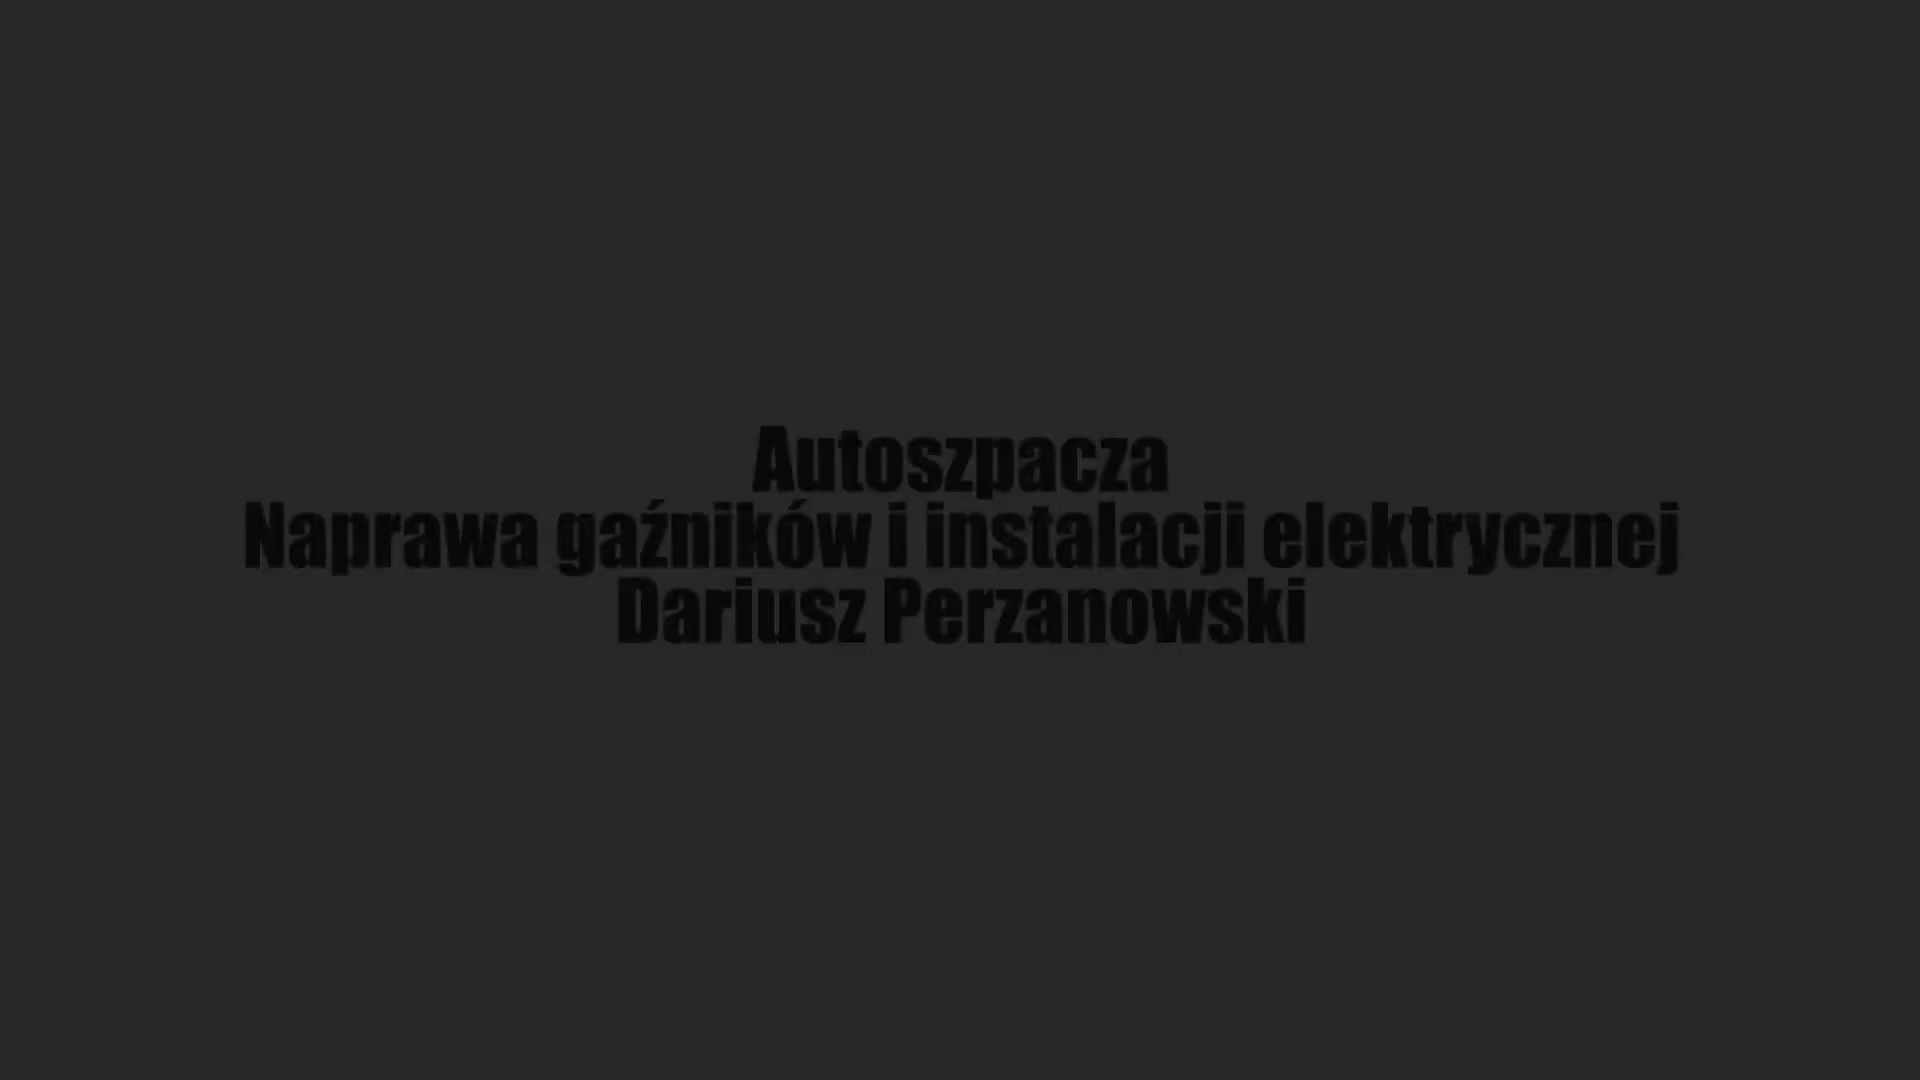 Autoszpacza
Naprawa gaźników i instalacji elektrycznej
Dariusz Perzanowski